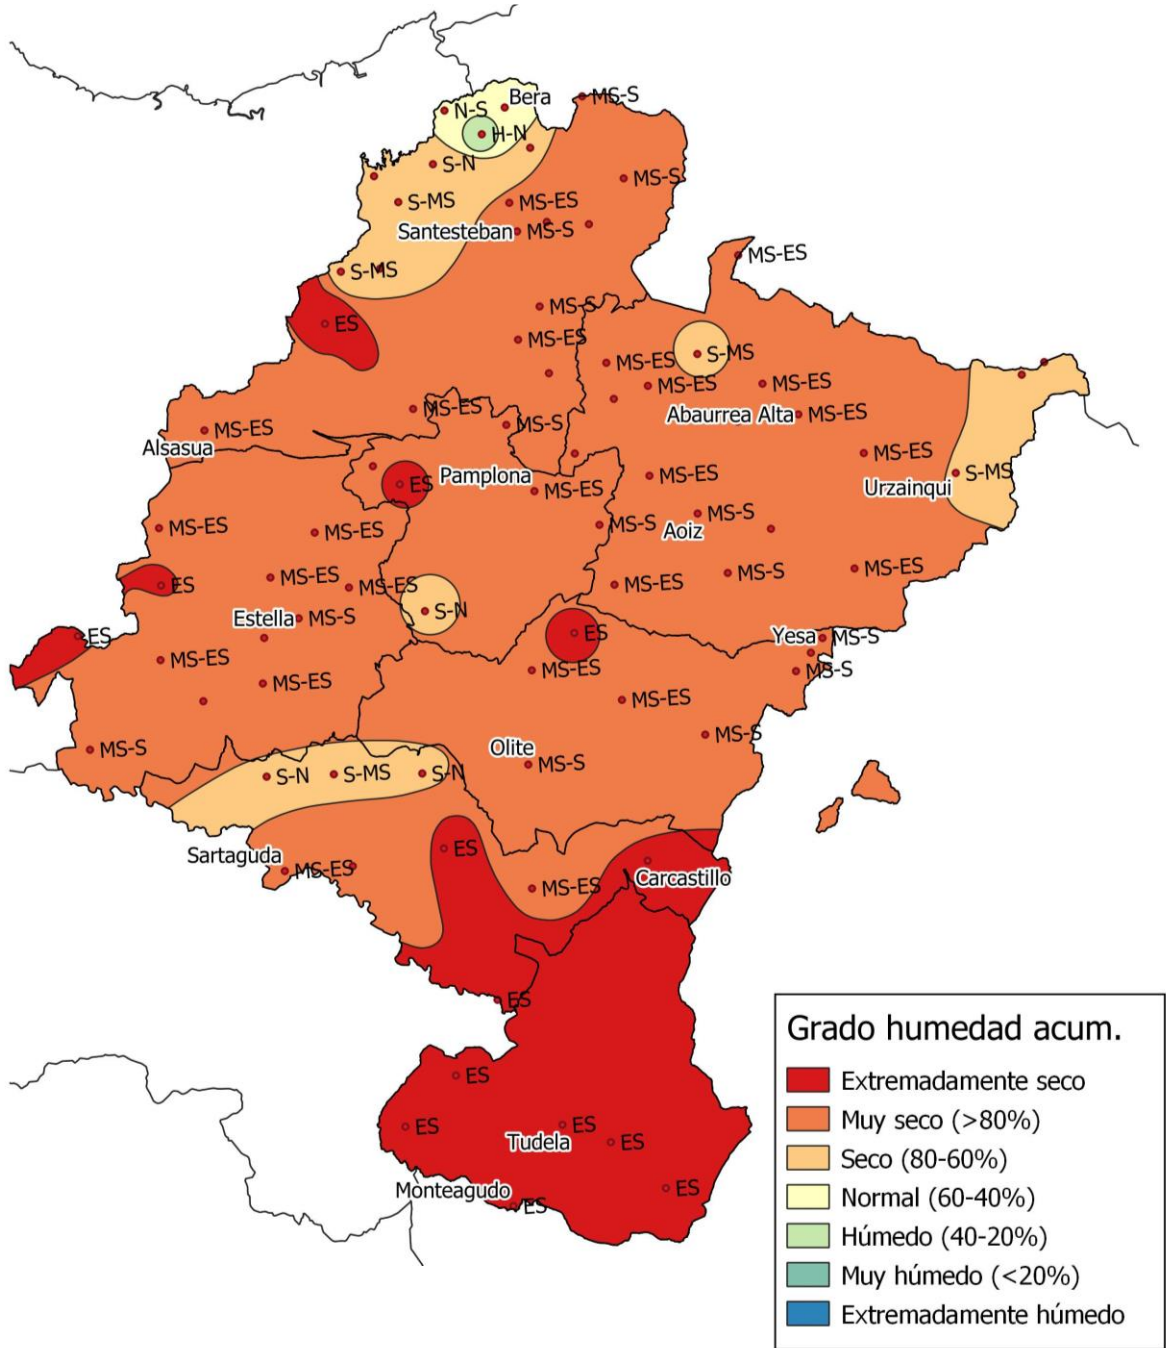 Bera
MS-S
N-S
H-N
S-N
MS-S
S-MS
MS-ES
Santesteban
MS-S
MS-ES
S-MS
MS-S
ES
MS-ES
S-MS
MS-ES
MS-ES
MS-ES
MS-ES
Abaurrea Alta
MS-ES
MS-S
MS-ES
Alsasua
MS-ES
Pamplona
MS-ES
S-MS
ES
Urzainqui
MS-ES
MS-S
MS-ES
MS-ES
MS-S
Aoiz
MS-ES
MS-S
MS-ES
ES
MS-ES
MS-ES
S-N
Estella
MS-S
ES
ES
Yesa
MS-S
MS-ES
MS-ES
MS-S
MS-ES
MS-ES
MS-S
MS-S
Olite
MS-S
S-N
S-MS
S-N
Sartaguda
ES
MS-ES
MS-ES
Carcastillo
ES
ES
ES
ES
Tudela
ES
Monteagudo
ES
ES
Grado humedad acum.
Extremadamente seco
Muy seco (>80%)
Seco (80-60%)
Normal (60-40%)
Húmedo (40-20%)
Muy húmedo (<20%)
Extremadamente húmedo